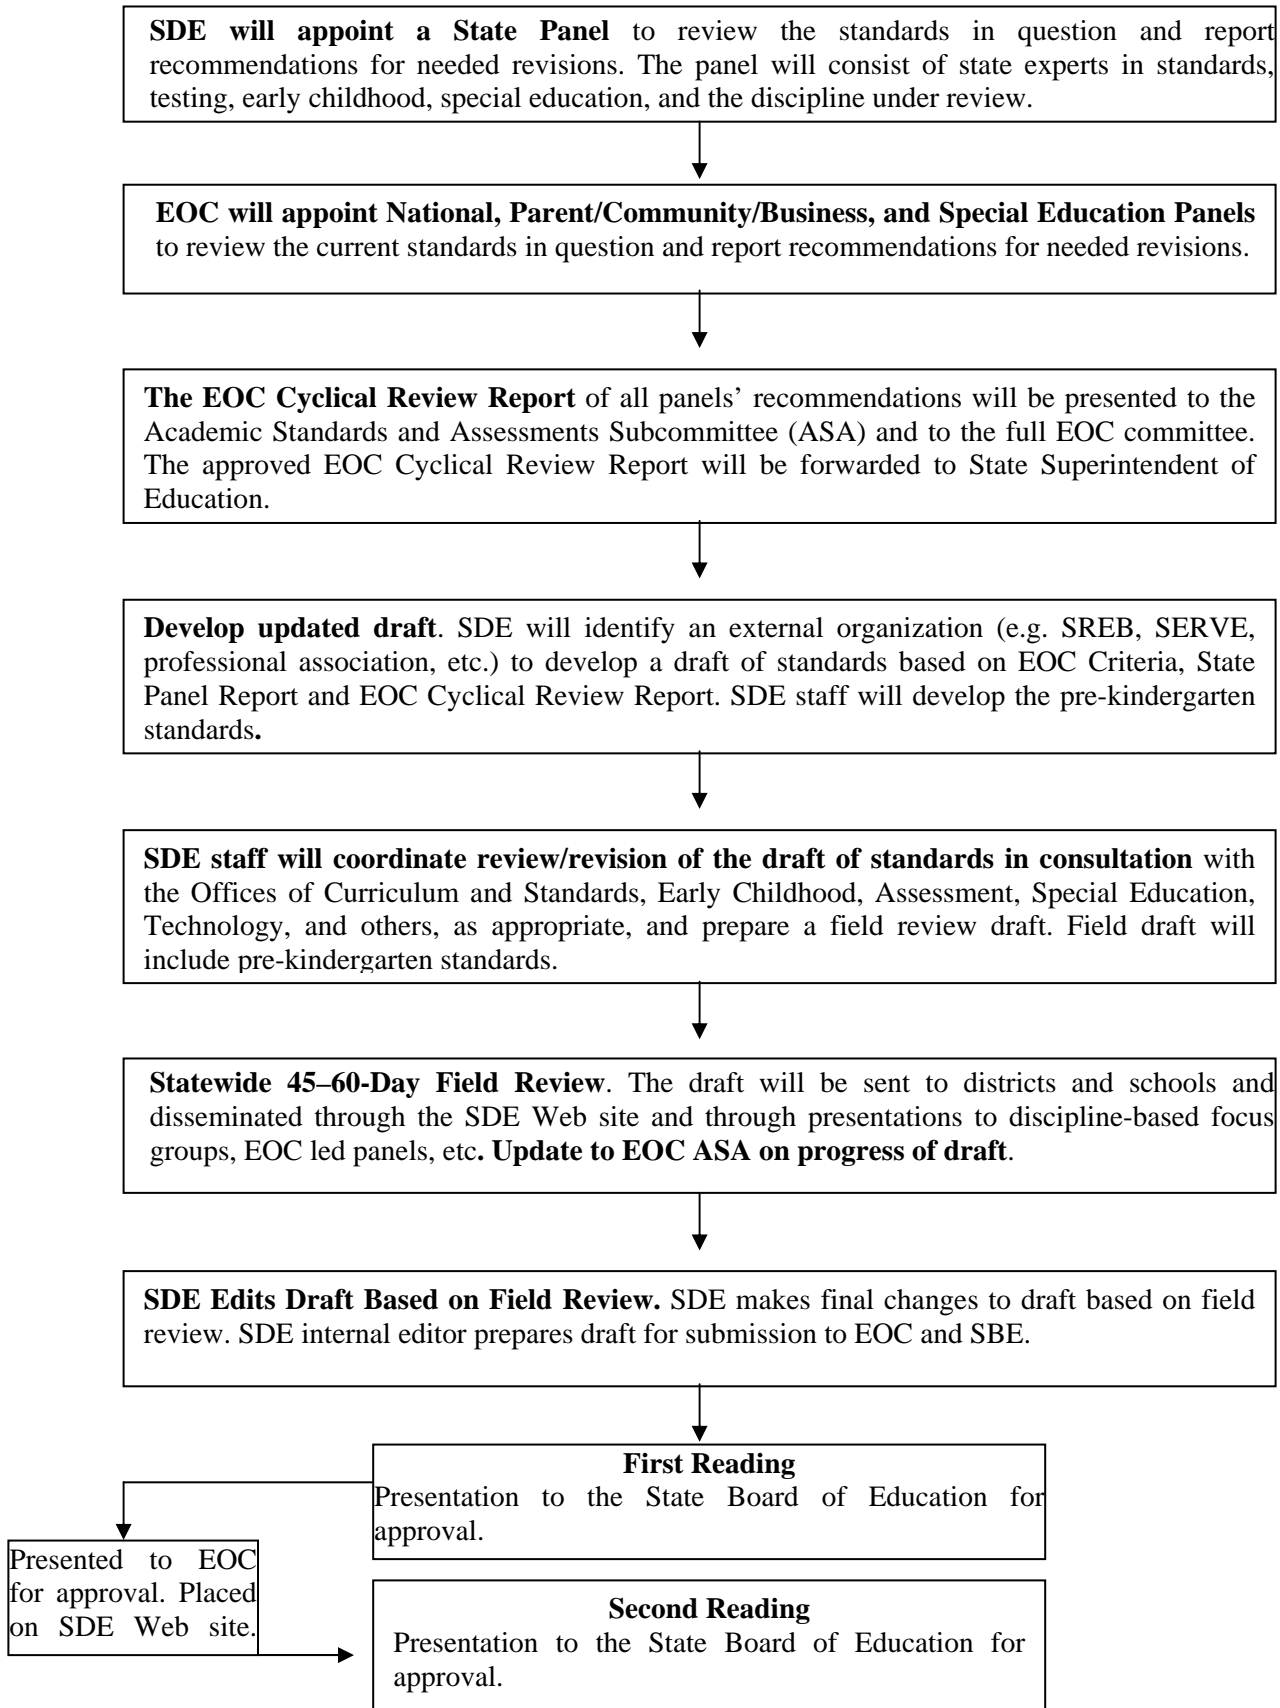 SDE will appoint a State Panel to review the standards in question and report
recommendations for needed revisions. The panel will consist of state experts in standards,
testing, early childhood, special education, and the discipline under review.
EOC will appoint National, Parent/Community/Business, and Special Education Panels
to review the current standards in question and report recommendations for needed revisions.
The EOC Cyclical Review Report of all panels’ recommendations will be presented to the
Academic Standards and Assessments Subcommittee (ASA) and to the full EOC committee.
The approved EOC Cyclical Review Report will be forwarded to State Superintendent of
Education.
Develop updated draft. SDE will identify an external organization (e.g. SREB, SERVE,
professional association, etc.) to develop a draft of standards based on EOC Criteria, State
Panel Report and EOC Cyclical Review Report. SDE staff will develop the pre-kindergarten
standards.
SDE staff will coordinate review/revision of the draft of standards in consultation with
the Offices of Curriculum and Standards, Early Childhood, Assessment, Special Education,
Technology, and others, as appropriate, and prepare a field review draft. Field draft will
include pre-kindergarten standards.
Statewide 45–60-Day Field Review. The draft will be sent to districts and schools and
disseminated through the SDE Web site and through presentations to discipline-based focus
groups, EOC led panels, etc. Update to EOC ASA on progress of draft.
SDE Edits Draft Based on Field Review. SDE makes final changes to draft based on field
review. SDE internal editor prepares draft for submission to EOC and SBE.
First Reading
Presentation to the State Board of Education for
approval.
Presented to EOC
for approval. Placed
on SDE Web site.
Second Reading
Presentation to the State Board of Education for
approval.